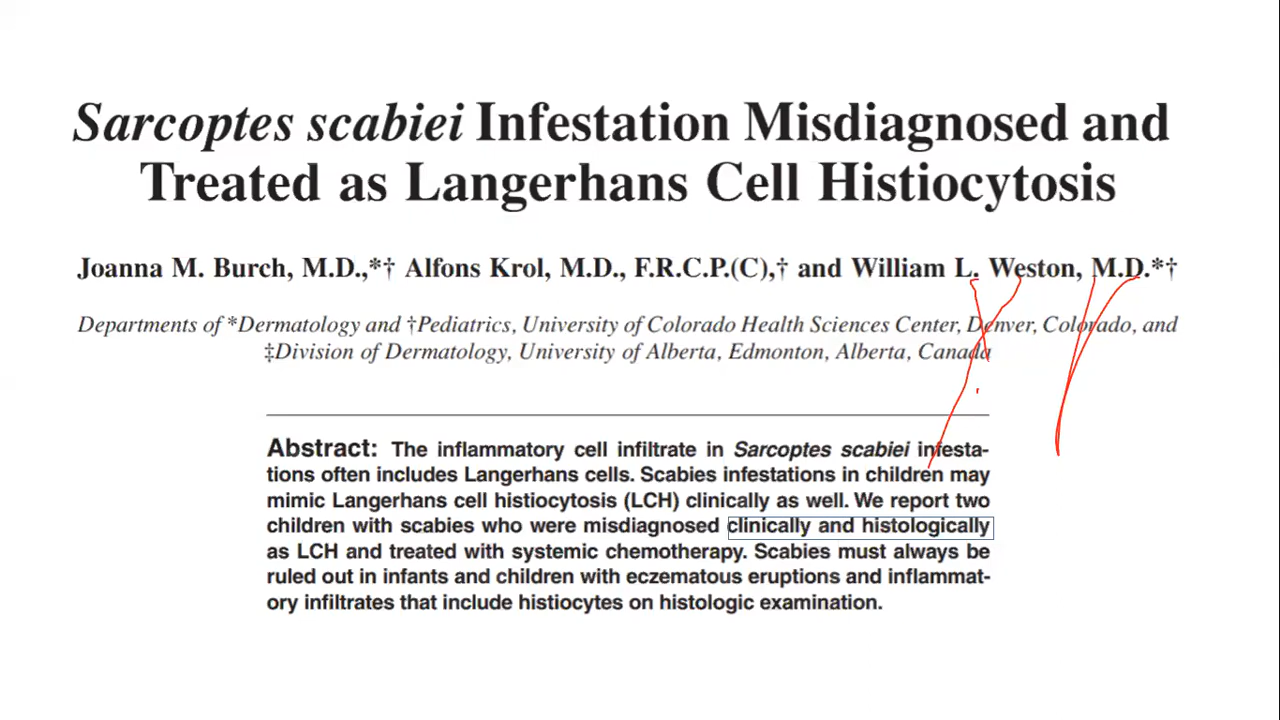 Sarcoptes scabiei Infestation Misdiagnosed and
Treated as Langerhans Cell Histiocytosis
Joanna M. Burch, M.D.,*† Alfons Krol, M.D., F.R.C.P.(C),† and William L. Weston, M.D.*†
Departments of *Dermatology and †Pediatrics, University of Colorado Health Sciences Center, Denver, Colorado, and
‡Division of Dermatology, University of Alberta, Edmonton, Alberta, Canada
Abstract: The inflammatory cell infiltrate in Sarcoptes scabiei infesta-
tions often includes Langerhans cells. Scabies infestations in children may
mimic Langerhans cell histiocytosis (LCH) clinically as well. We report two
children with scabies who were misdiagnosed clinically and histologically
as LCH and treated with systemic chemotherapy. Scabies must always be
ruled out in infants and children with eczematous eruptions and inflammat-
ory infiltrates that include histiocytes on histologic examination.